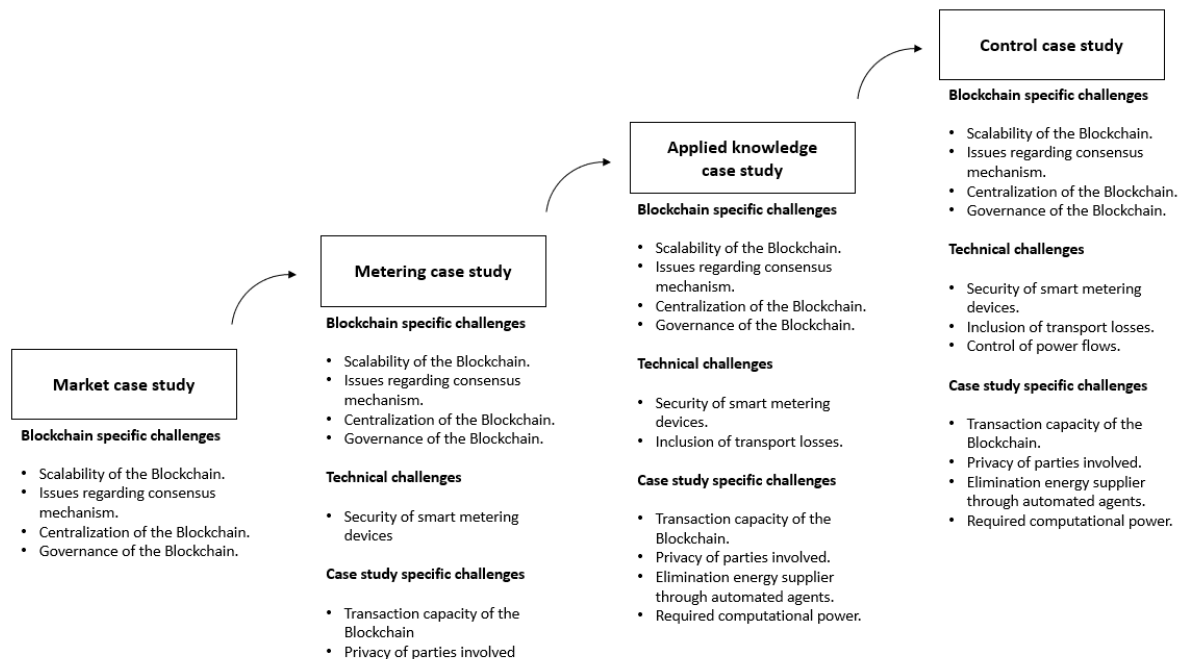 Market case study
Blockchain specific challenges
• Scalability of the Blockchain.
• Issues regarding consensus
mechanism.
• Centralization of the Blockchain.
• Governance of the Blockchain.
Metering case study
Blockchain specific challenges
• Scalability of the Blockchain.
• Issues regarding consensus
mechanism.
• Centralization of the Blockchain.
• Governance of the Blockchain.
Technical challenges
• Security of smart metering
devices
Case study specific challenges
• Transaction capacity of the
Blockchain
• Privacy of parties involved
Applied knowledge
case study
Blockchain specific challenges
• Scalability of the Blockchain.
• Issues regarding consensus
mechanism.
• Centralization of the Blockchain.
• Governance of the Blockchain.
Technical challenges
• Security of smart metering
devices.
• Inclusion of transport losses.
Case study specific challenges
• Transaction capacity of the
Blockchain.
• Privacy of parties involved.
• Elimination energy supplier
through automated agents.
• Required computational power.
Control case study
Blockchain specific challenges
• Scalability of the Blockchain.
• Issues regarding consensus
mechanism.
• Centralization of the Blockchain.
• Governance of the Blockchain.
Technical challenges
• Security of smart metering
devices.
• Inclusion of transport losses.
• Control of power flows.
Case study specific challenges
• Transaction capacity of the
Blockchain.
• Privacy of parties involved.
• Elimination energy supplier
through automated agents.
• Required computational power.